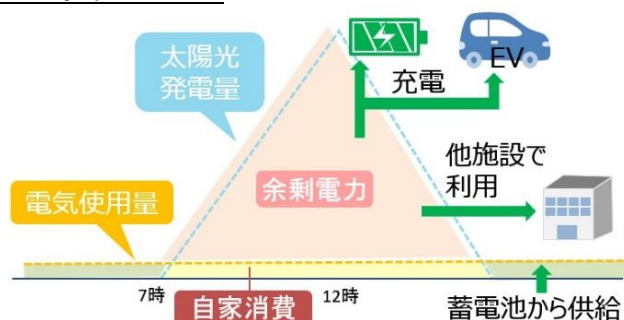 太陽光
発電量
充電
EV
電気使用量
余剰電力
他施設で
利用
7時
自家消費
12時
蓄電池から供給